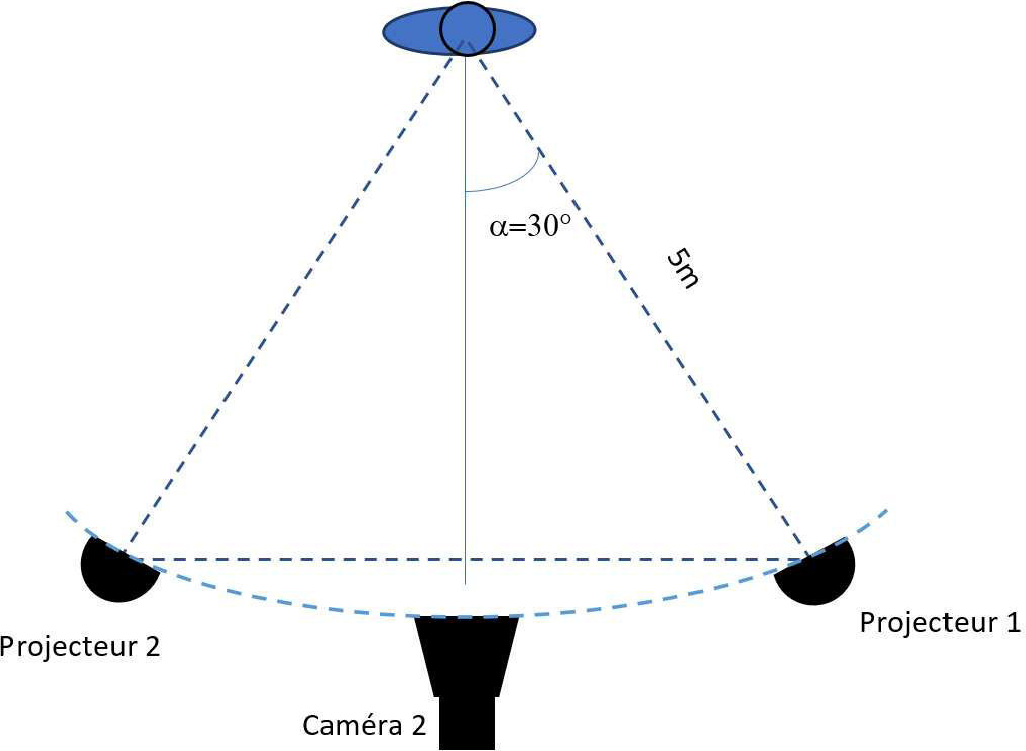 α=30°
5m
Projecteur 1
Projecteur 2
Caméra 2